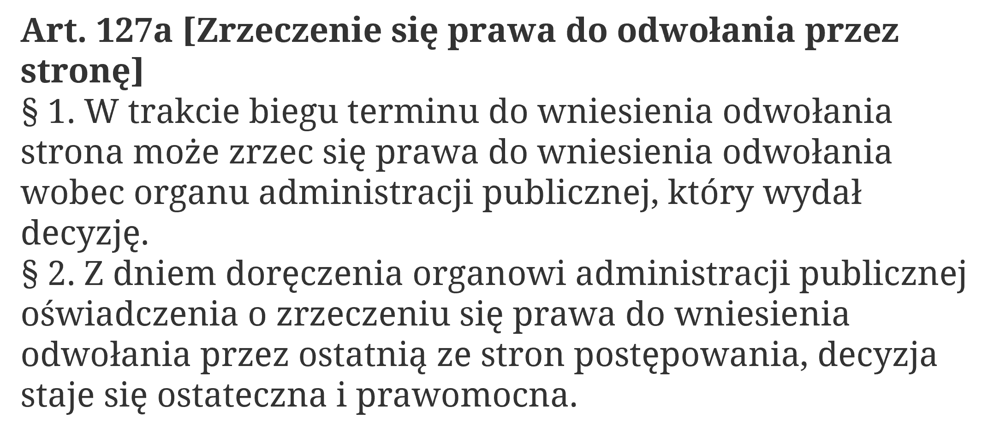 Art. 127a [Zrzeczenie się prawa do odwołania przez
stronę]
§ 1. W trakcie biegu terminu do wniesienia odwołania
strona może zrzec się prawa do wniesienia odwołania
wobec organu administracji publicznej, który wydał
decyzję.
§ 2. Z dniem doręczenia organowi administracji publicznej
oświadczenia o zrzeczeniu się prawa do wniesienia
odwołania przez ostatnią ze stron postępowania, decyzja
staje się ostateczna i prawomocna.